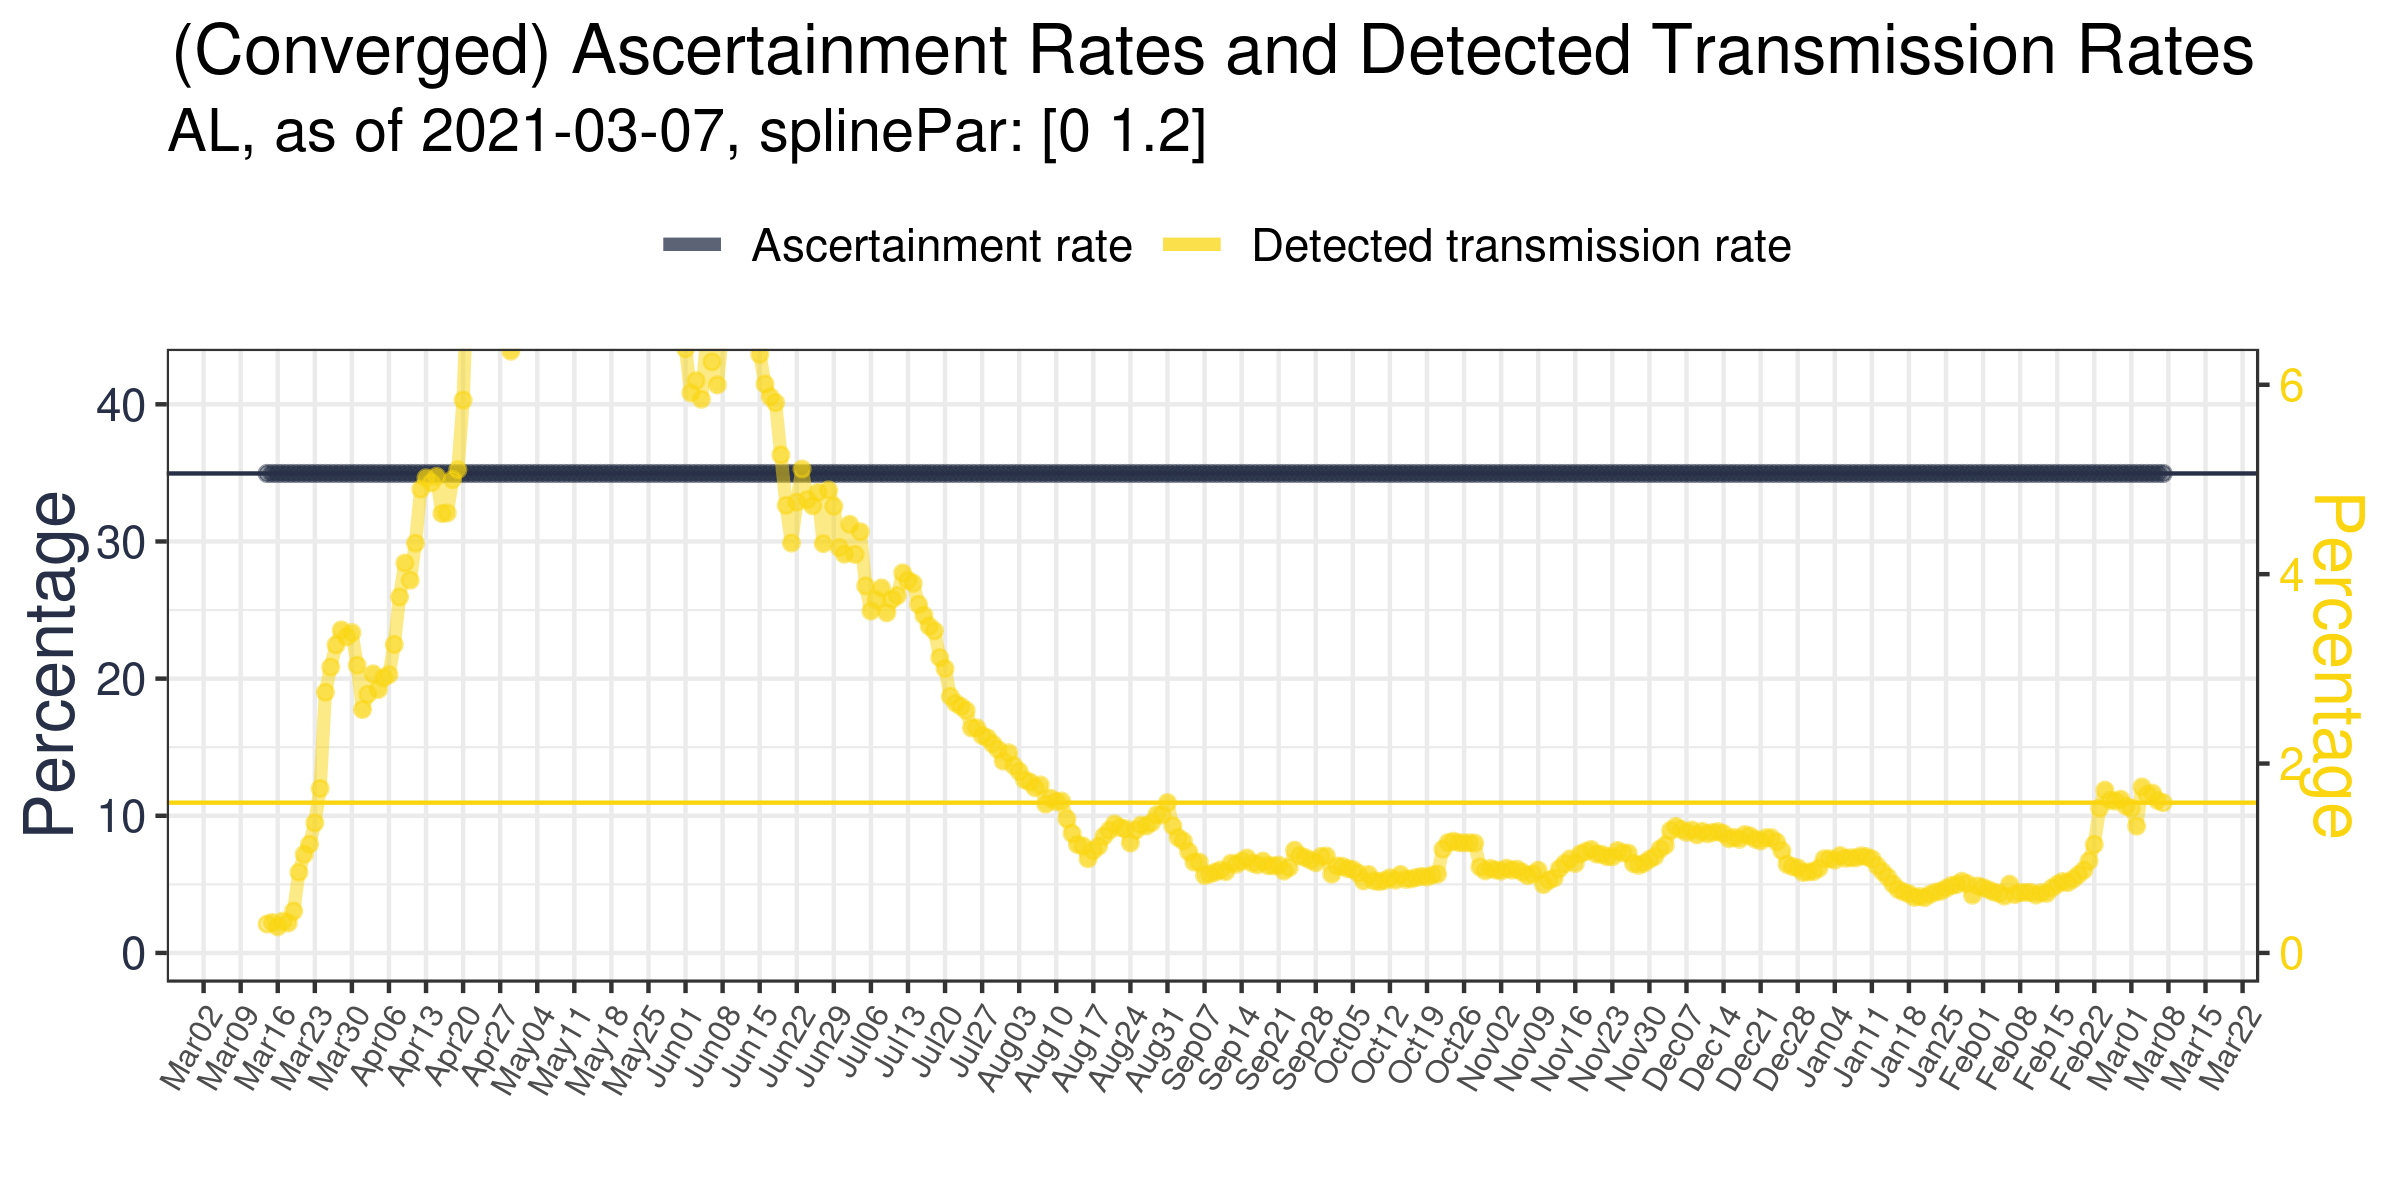 (Converged) Ascertainment Rates and Detected Transmission Rates
AL, as of 2021-03-07, splinePar: [0 1.2]
Ascertainment rate
Detected transmission rate
Percentage
40
30
20
10
0
6
4
2
0
Percentage
Mar02
Mar09
Mar16
Mar23
Mar30
Apr06
Apr13
Apr20
Apr27
May04
May11
May18
May25
Jun01
Jun08
Jun15
Jun22
Jun29
Jul06
Jul13
Jul20
Jul27
Aug03
Aug10
Aug17
Aug24
Aug31
Sep07
Sep14
Sep21
Sep28
Oct05
Oct12
Oct19
Oct26
Nov02
Nov09
Nov16
Nov23
Nov30
Dec07
Dec14
Dec21
Dec28
Jan04
Jan11
Jan18
Jan25
Feb01
Feb08
Feb15
Feb22
Mar01
Mar08
Mar15
Mar22